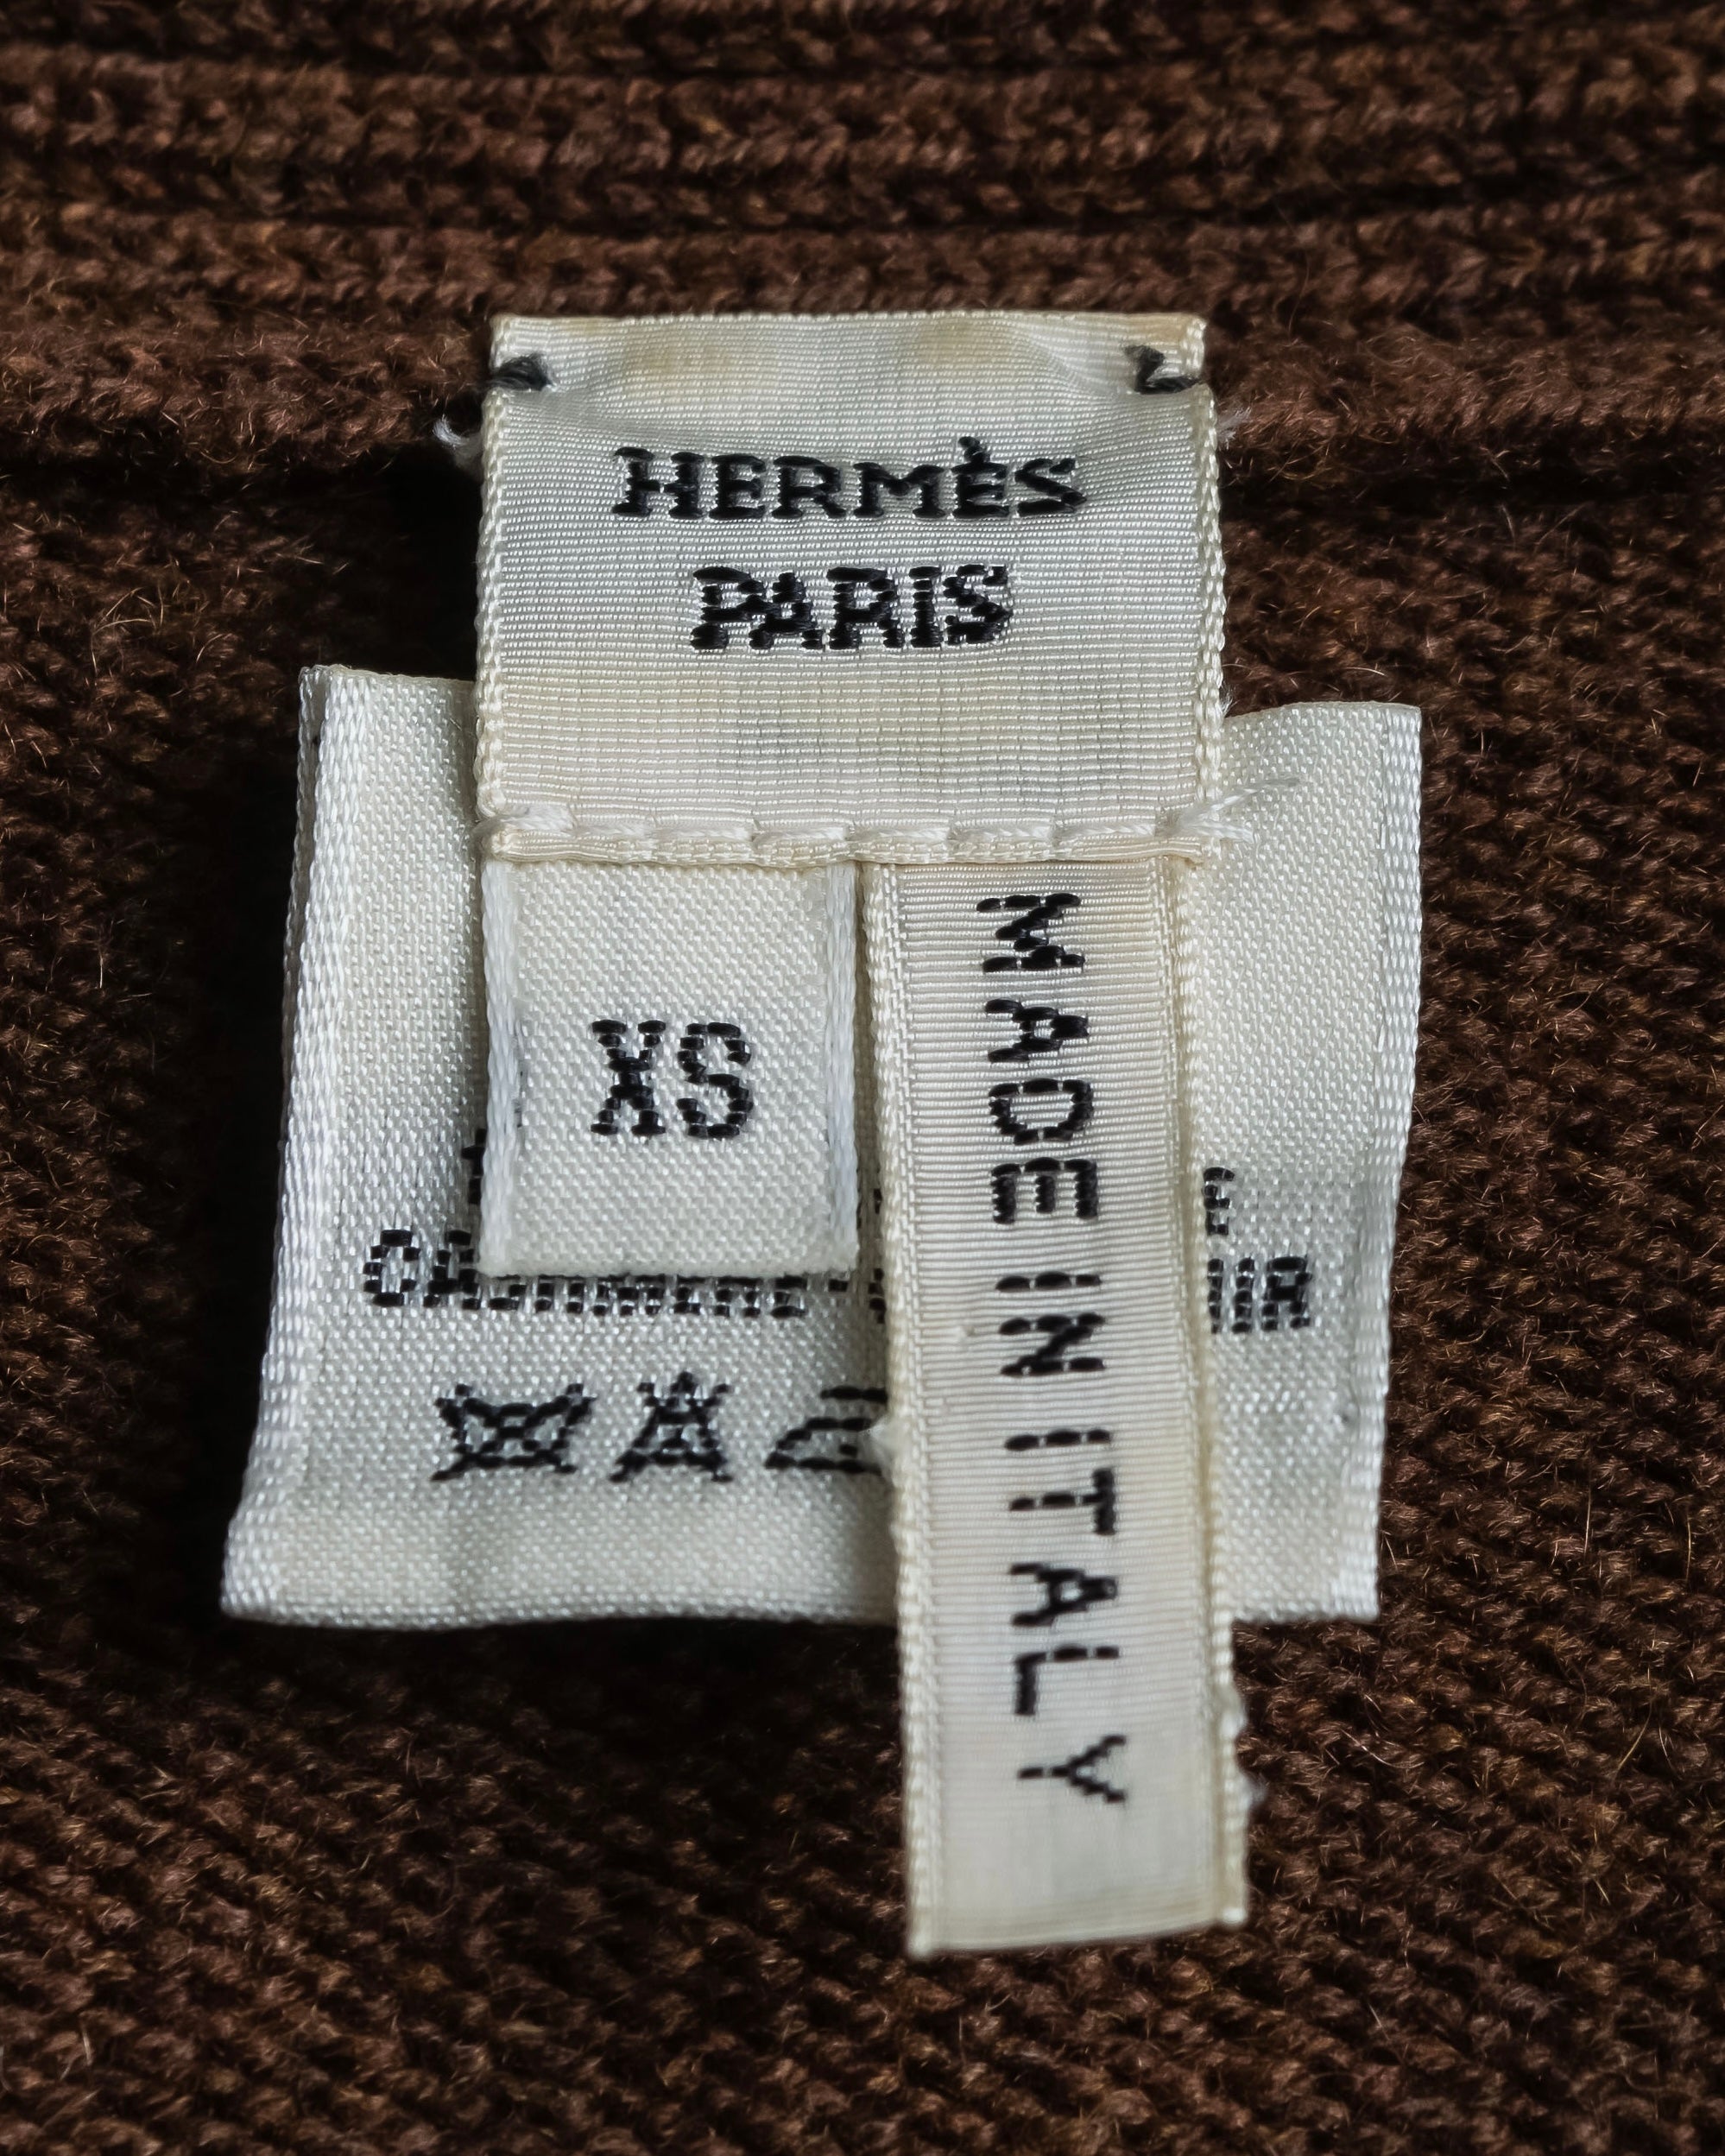 HERMÈS
PARIS
XS
MADE IN ITALY